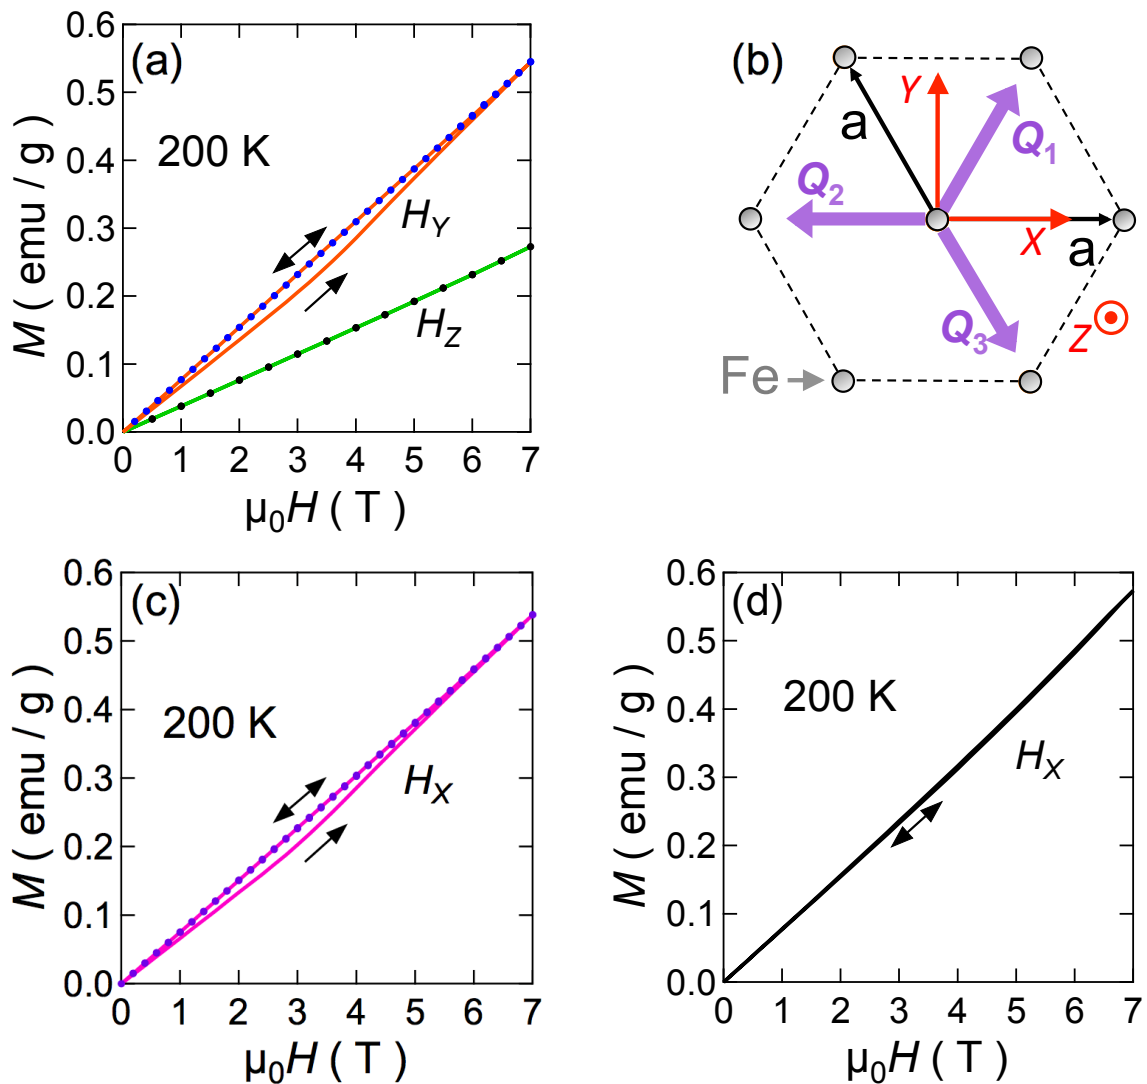 (a)
0.6
0.5
0.4
0.3
0.2
0.1
0.0
M ( emu / g )
200 K
H_Y
H_Z
0 1 2 3 4 5 6 7
μ₀H ( T )
(b)
Y
a
Q₁
Q₂
X
a
Q₃
Z
Fe
(c)
0.6
0.5
0.4
0.3
0.2
0.1
0.0
M ( emu / g )
200 K
H_X
0 1 2 3 4 5 6 7
μ₀H ( T )
(d)
0.6
0.5
0.4
0.3
0.2
0.1
0.0
M ( emu / g )
200 K
H_X
0 1 2 3 4 5 6 7
μ₀H ( T )